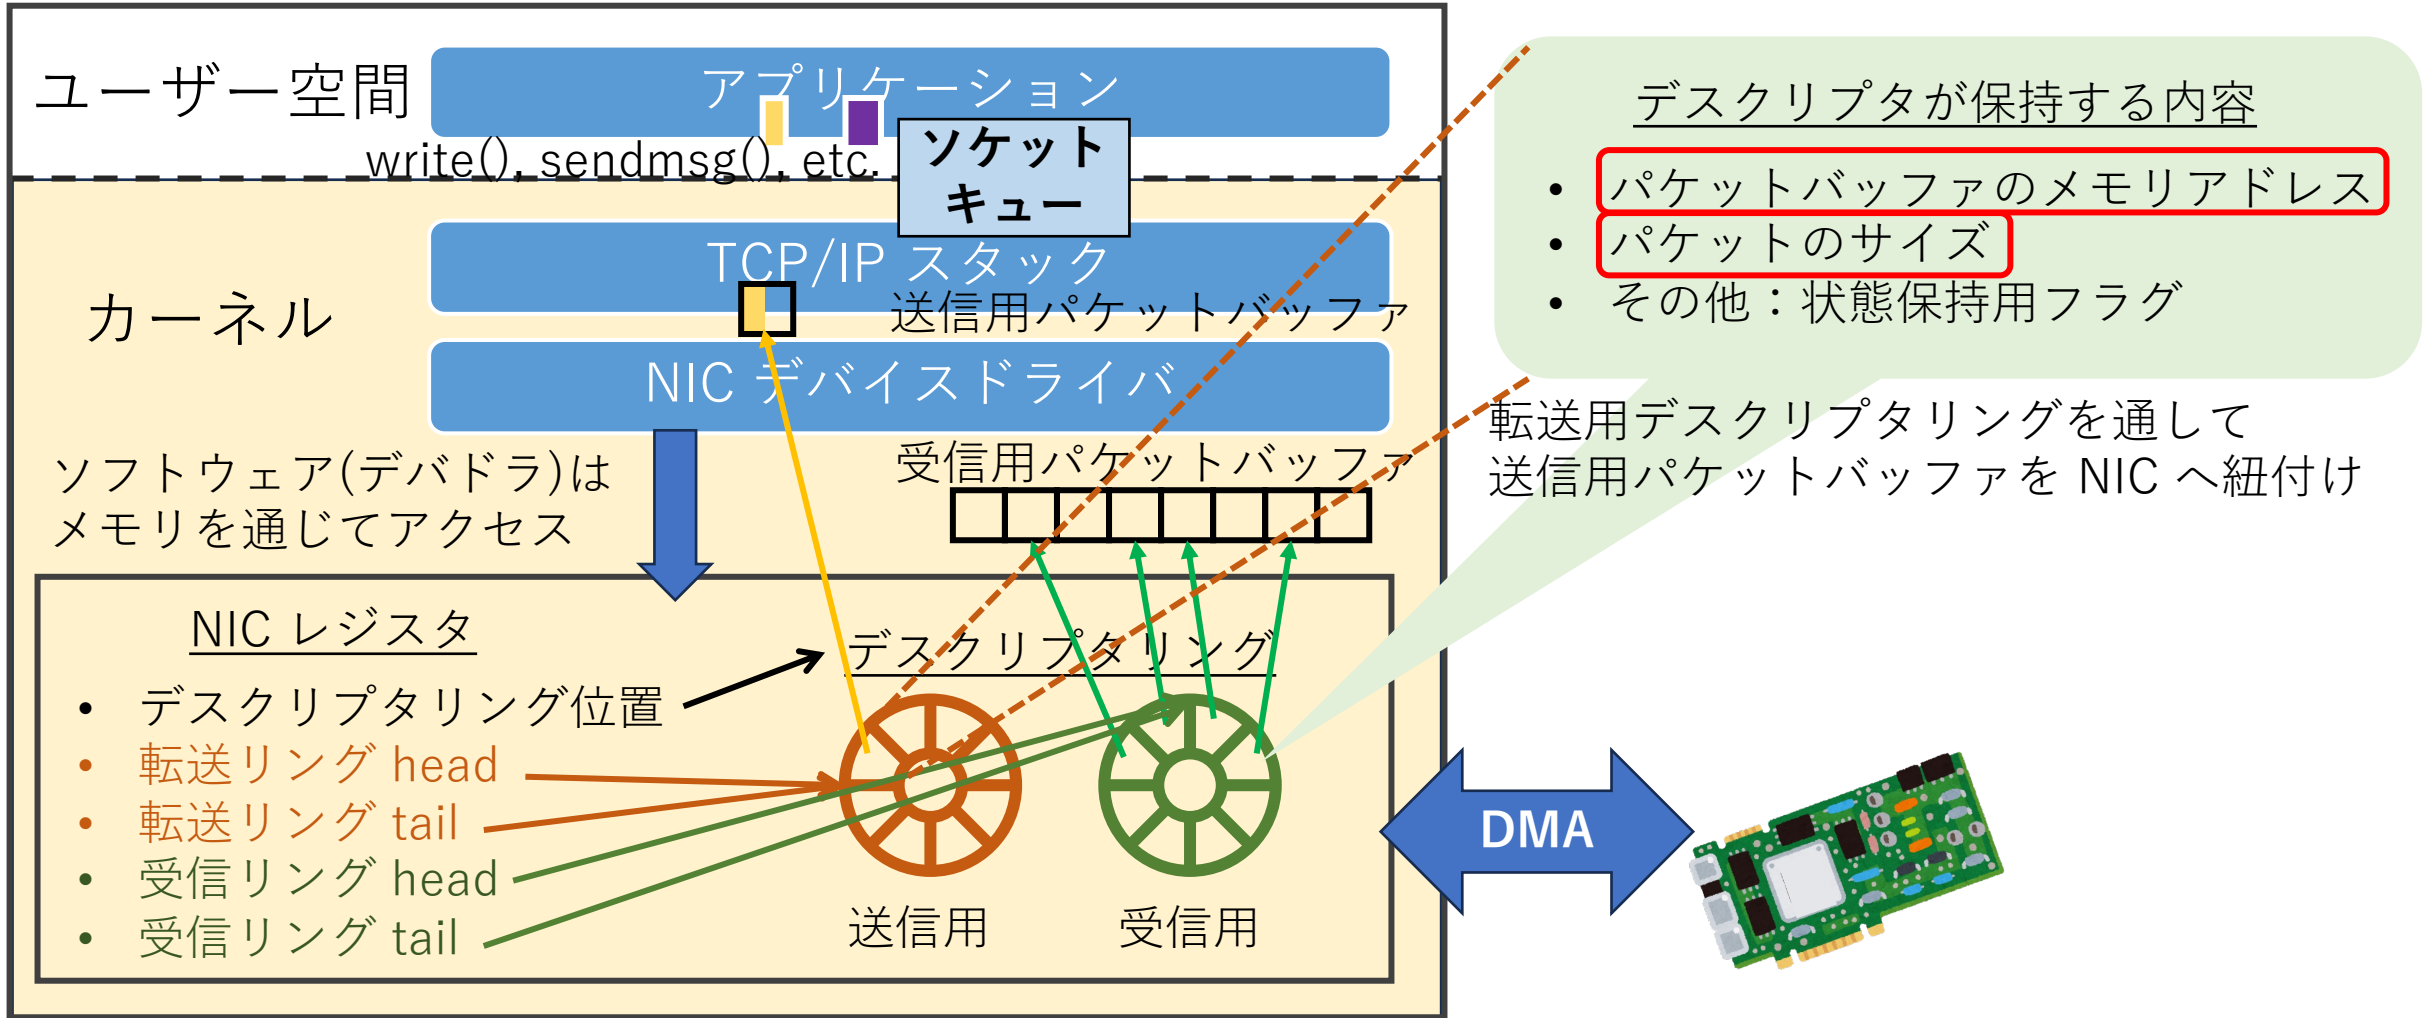 ユーザー空間
アプリケーション
write(), sendmsg(), etc.
ソケット
キュー
カーネル
TCP/IP スタック
送信用パケットバッファ
NIC デバイスドライバ
ソフトウェア(デバドラ)は
メモリを通じてアクセス
受信用パケットバッファ
NIC レジスタ
• デスクリプタリング位置
• 転送リング head
• 転送リング tail
• 受信リング head
• 受信リング tail
デスクリプタリング
送信用
受信用
デスクリプタが保持する内容
• パケットバッファのメモリアドレス
• パケットのサイズ
• その他：状態保持用フラグ
転送用デスクリプタリングを通して
送信用パケットバッファを NIC へ紐付け
DMA